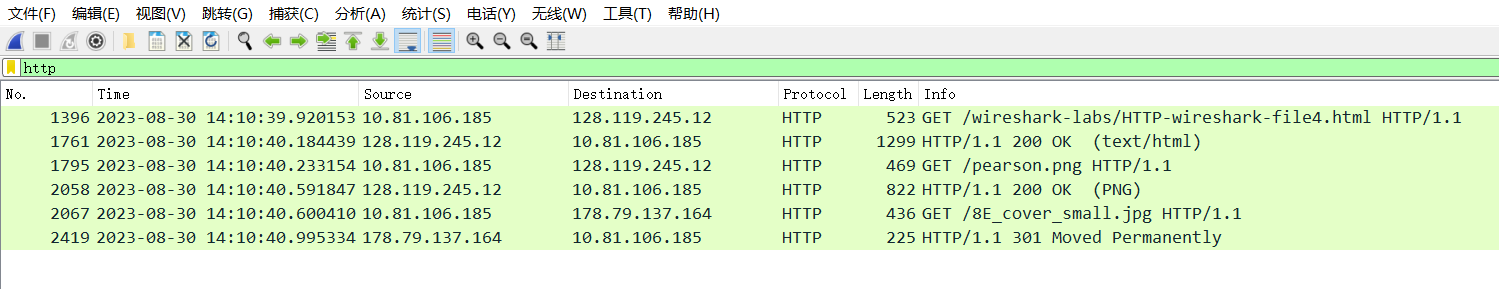 文件(F) 编辑(E) 视图(V) 跳转(G) 捕获(C) 分析(A) 统计(S) 电话(Y) 无线(W) 工具(T) 帮助(H)
http
No. Time Source Destination Protocol Length Info
1396 2023-08-30 14:10:39.920153 10.81.106.185 128.119.245.12 HTTP 523 GET /wireshark-labs/HTTP-wireshark-file4.html HTTP/1.1
1761 2023-08-30 14:10:40.184439 128.119.245.12 10.81.106.185 HTTP 1299 HTTP/1.1 200 OK (text/html)
1795 2023-08-30 14:10:40.233154 10.81.106.185 128.119.245.12 HTTP 469 GET /pearson.png HTTP/1.1
2058 2023-08-30 14:10:40.591847 128.119.245.12 10.81.106.185 HTTP 822 HTTP/1.1 200 OK (PNG)
2067 2023-08-30 14:10:40.600410 10.81.106.185 178.79.137.164 HTTP 436 GET /8E_cover_small.jpg HTTP/1.1
2419 2023-08-30 14:10:40.995334 178.79.137.164 10.81.106.185 HTTP 225 HTTP/1.1 301 Moved Permanently